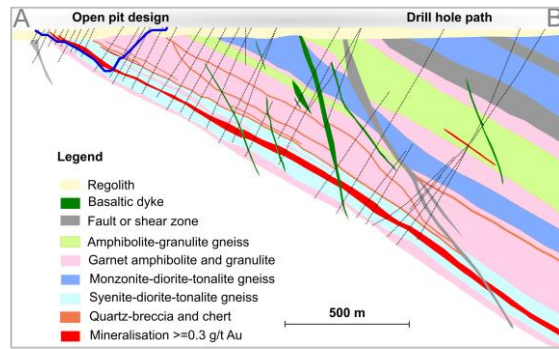 A
Open pit design
Drill hole path
B
Legend
Regolith
Basaltic dyke
Fault or shear zone
Amphibolite-granulite gneiss
Garnet amphibolite and granulite
Monzonite-diorite-tonalite gneiss
Syenite-diorite-tonalite gneiss
Quartz-breccia and chert
Mineralisation >=0.3 g/t Au
500 m